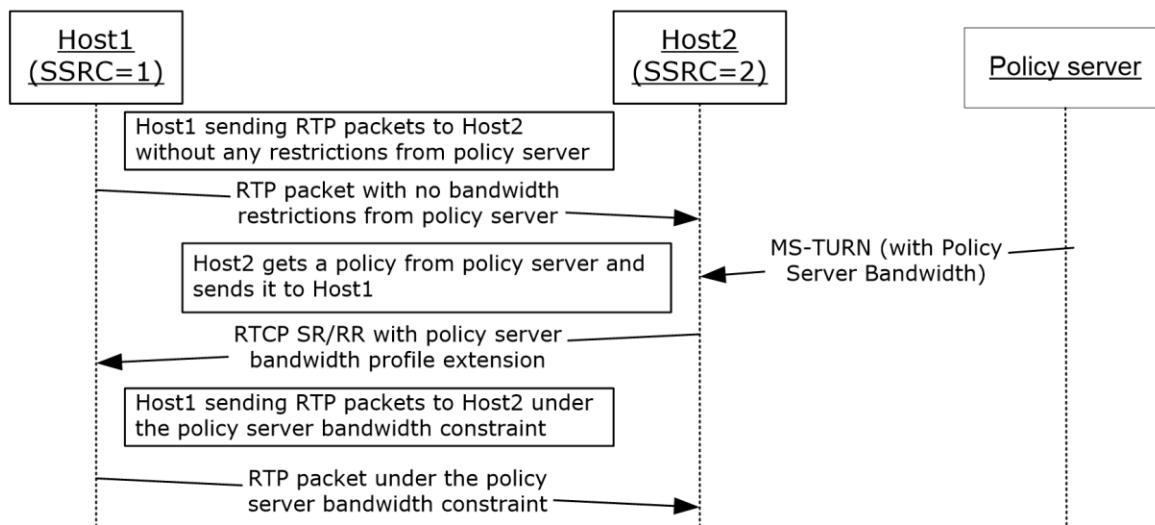 Host1
(SSRC=1)
Host2
(SSRC=2)
Policy server
Host1 sending RTP packets to Host2
without any restrictions from policy server
RTP packet with no bandwidth
restrictions from policy server
MS-TURN (with Policy
Server Bandwidth)
Host2 gets a policy from policy server and
sends it to Host1
RTCP SR/RR with policy server
bandwidth profile extension
Host1 sending RTP packets to Host2 under
the policy server bandwidth constraint
RTP packet under the policy
server bandwidth constraint